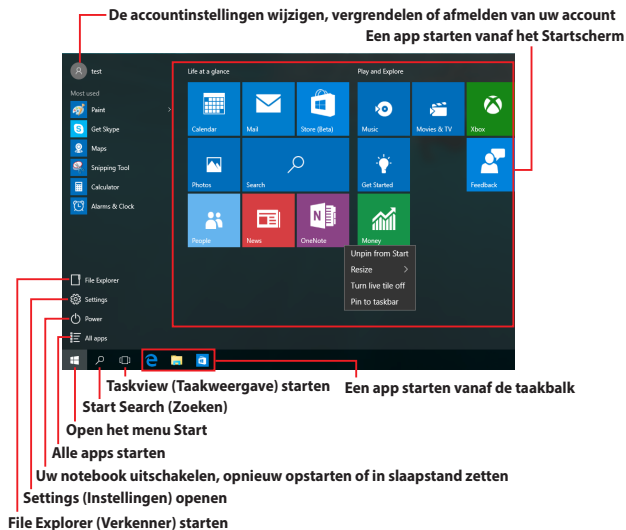 De accountinstellingen wijzigen, vergrendelen of afmelden van uw account
Een app starten vanaf het Startscherm
test
Most used
Paint
Get Skype
Maps
Snipping Tool
Calculator
Alarms & Clock
File Explorer
Settings
Power
All apps
Life at a glance
Calendar
Mail
Store (Beta)
Photos
Search
People
News
OneNote
Play and Explore
Music
Movies & TV
Xbox
Get Started
Feedback
Money
Unpin from Start
Resize
Turn live tile off
Pin to taskbar
Taskview (Taakweergave) starten
Een app starten vanaf de taakbalk
Start Search (Zoeken)
Open het menu Start
Alle apps starten
Uw notebook uitschakelen, opnieuw opstarten of in slaapstand zetten
Settings (Instellingen) openen
File Explorer (Verkenner) starten